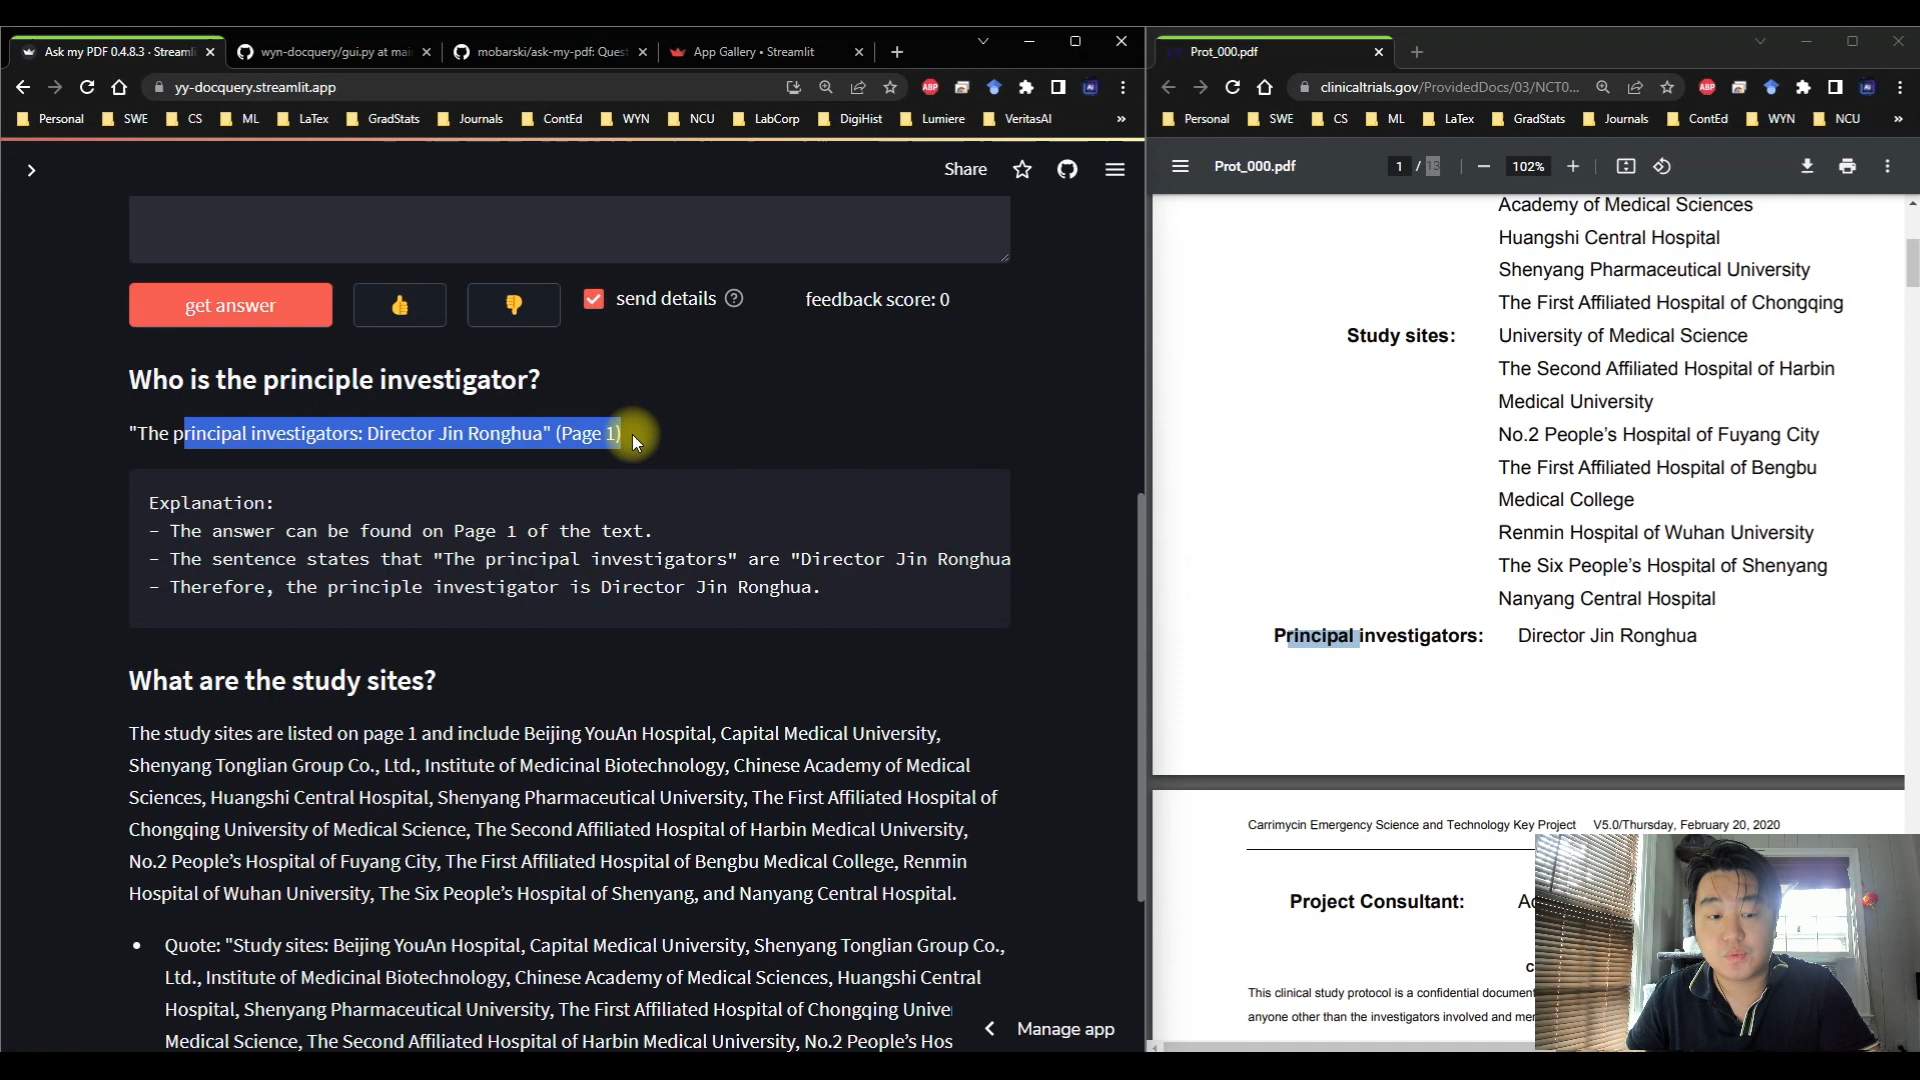 Ask my PDF 0.4.8.3 · Streamli
wyn-docquery/gui.py at mai
mobarski/ask-my-pdf: Quest
App Gallery • Streamlit
yy-docquery.streamlit.app
ABP
Personal
SWE
CS
ML
LaTex
GradStats
Journals
ContEd
WYN
NCU
LabCorp
DigiHist
Lumiere
VeritasAI
»
Share
get answer
send details
feedback score: 0
Who is the principle investigator?
"The principal investigators: Director Jin Ronghua" (Page 1)
Explanation:
- The answer can be found on Page 1 of the text.
- The sentence states that "The principal investigators" are "Director Jin Ronghua
- Therefore, the principle investigator is Director Jin Ronghua.
What are the study sites?
The study sites are listed on page 1 and include Beijing YouAn Hospital, Capital Medical University,
Shenyang Tonglian Group Co., Ltd., Institute of Medicinal Biotechnology, Chinese Academy of Medical
Sciences, Huangshi Central Hospital, Shenyang Pharmaceutical University, The First Affiliated Hospital of
Chongqing University of Medical Science, The Second Affiliated Hospital of Harbin Medical University,
No.2 People's Hospital of Fuyang City, The First Affiliated Hospital of Bengbu Medical College, Renmin
Hospital of Wuhan University, The Six People's Hospital of Shenyang, and Nanyang Central Hospital.
• Quote: "Study sites: Beijing YouAn Hospital, Capital Medical University, Shenyang Tonglian Group Co.,
Ltd., Institute of Medicinal Biotechnology, Chinese Academy of Medical Sciences, Huangshi Central
Hospital, Shenyang Pharmaceutical University, The First Affiliated Hospital of Chongqing Unive
Medical Science, The Second Affiliated Hospital of Harbin Medical University, No.2 People's Hos
Manage app
Prot_000.pdf
clinicaltrials.gov/ProvidedDocs/03/NCT0...
ABP
Personal
SWE
CS
ML
LaTex
GradStats
Journals
ContEd
WYN
NCU
»
Prot_000.pdf
1 / 13
102%
Academy of Medical Sciences
Huangshi Central Hospital
Shenyang Pharmaceutical University
The First Affiliated Hospital of Chongqing
Study sites: University of Medical Science
The Second Affiliated Hospital of Harbin
Medical University
No.2 People's Hospital of Fuyang City
The First Affiliated Hospital of Bengbu
Medical College
Renmin Hospital of Wuhan University
The Six People's Hospital of Shenyang
Nanyang Central Hospital
Principal investigators: Director Jin Ronghua
Carrimycin Emergency Science and Technology Key Project V5.0/Thursday, February 20, 2020
Project Consultant:
This clinical study protocol is a confidential document
anyone other than the investigators involved and